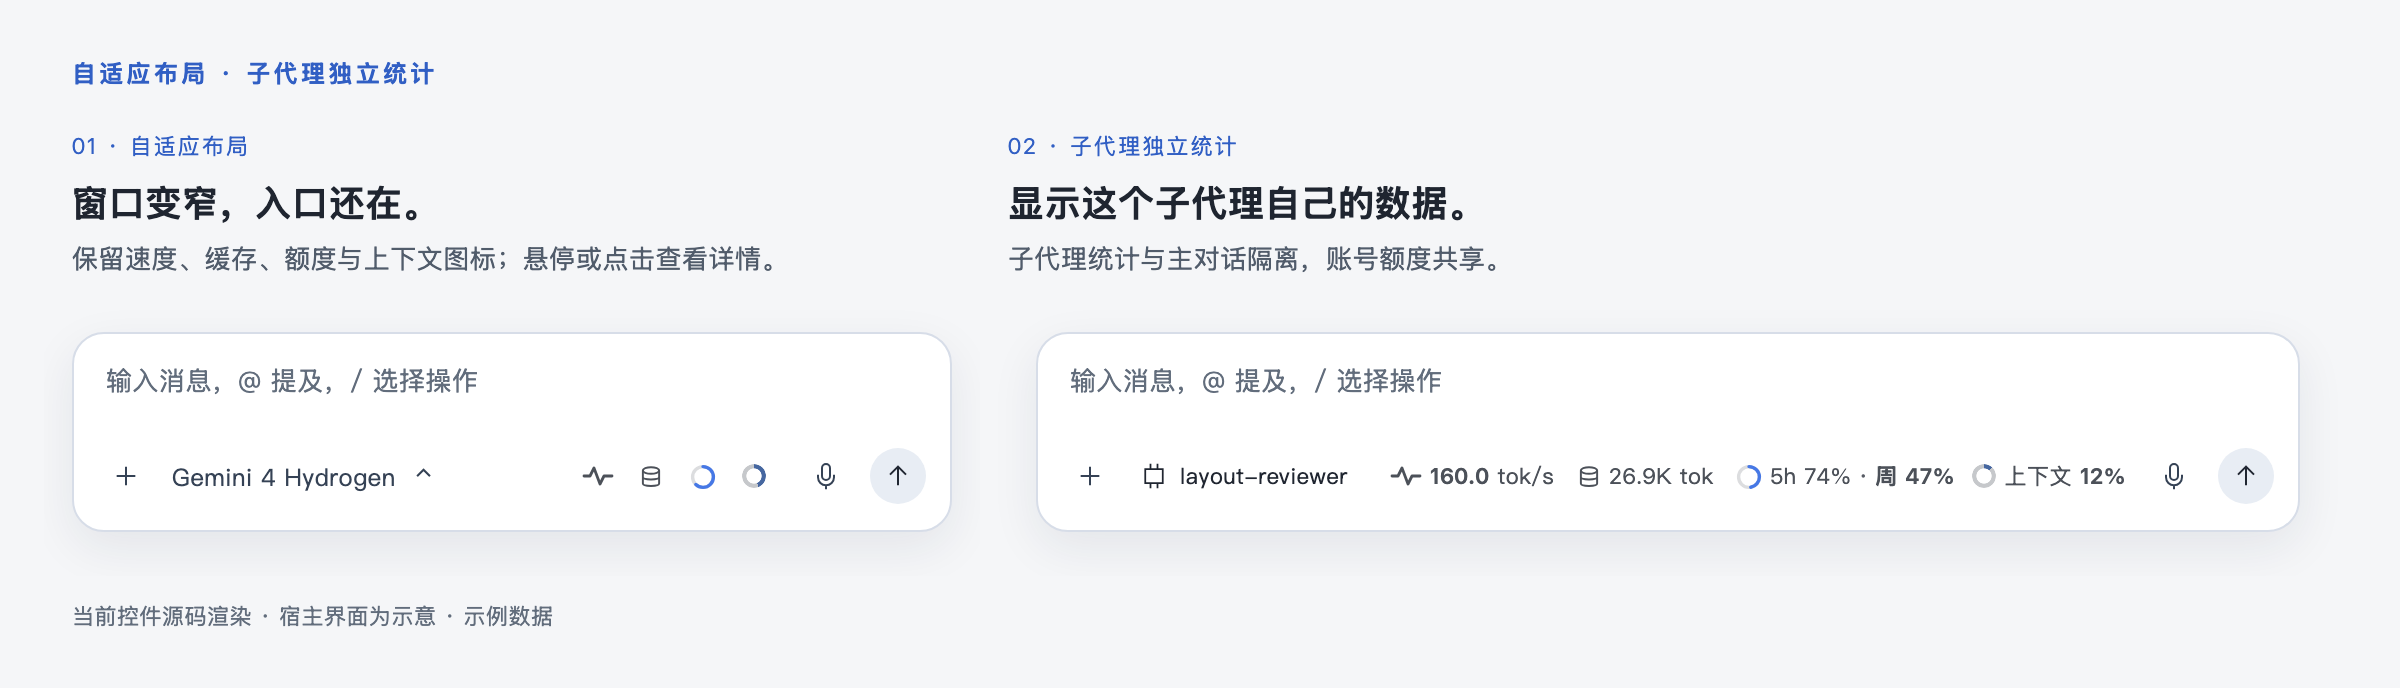 自适应布局 · 子代理独立统计
01 · 自适应布局
窗口变窄，入口还在。
保留速度、缓存、额度与上下文图标；悬停或点击查看详情。
输入消息，@ 提及，/ 选择操作
Gemini 4 Hydrogen
02 · 子代理独立统计
显示这个子代理自己的数据。
子代理统计与主对话隔离，账号额度共享。
输入消息，@ 提及，/ 选择操作
layout-reviewer 160.0 tok/s 26.9K tok 5h 74% · 周 47% 上下文 12%
当前控件源码渲染 · 宿主界面为示意 · 示例数据